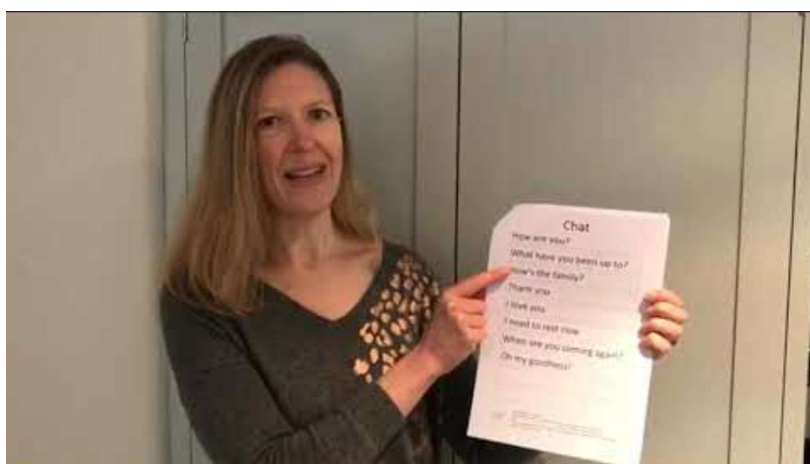 Chat
How are you?
What have you been up to?
How's the family?
Thank you
I love you
I need to rest now
When are you coming again?
Oh my goodness!